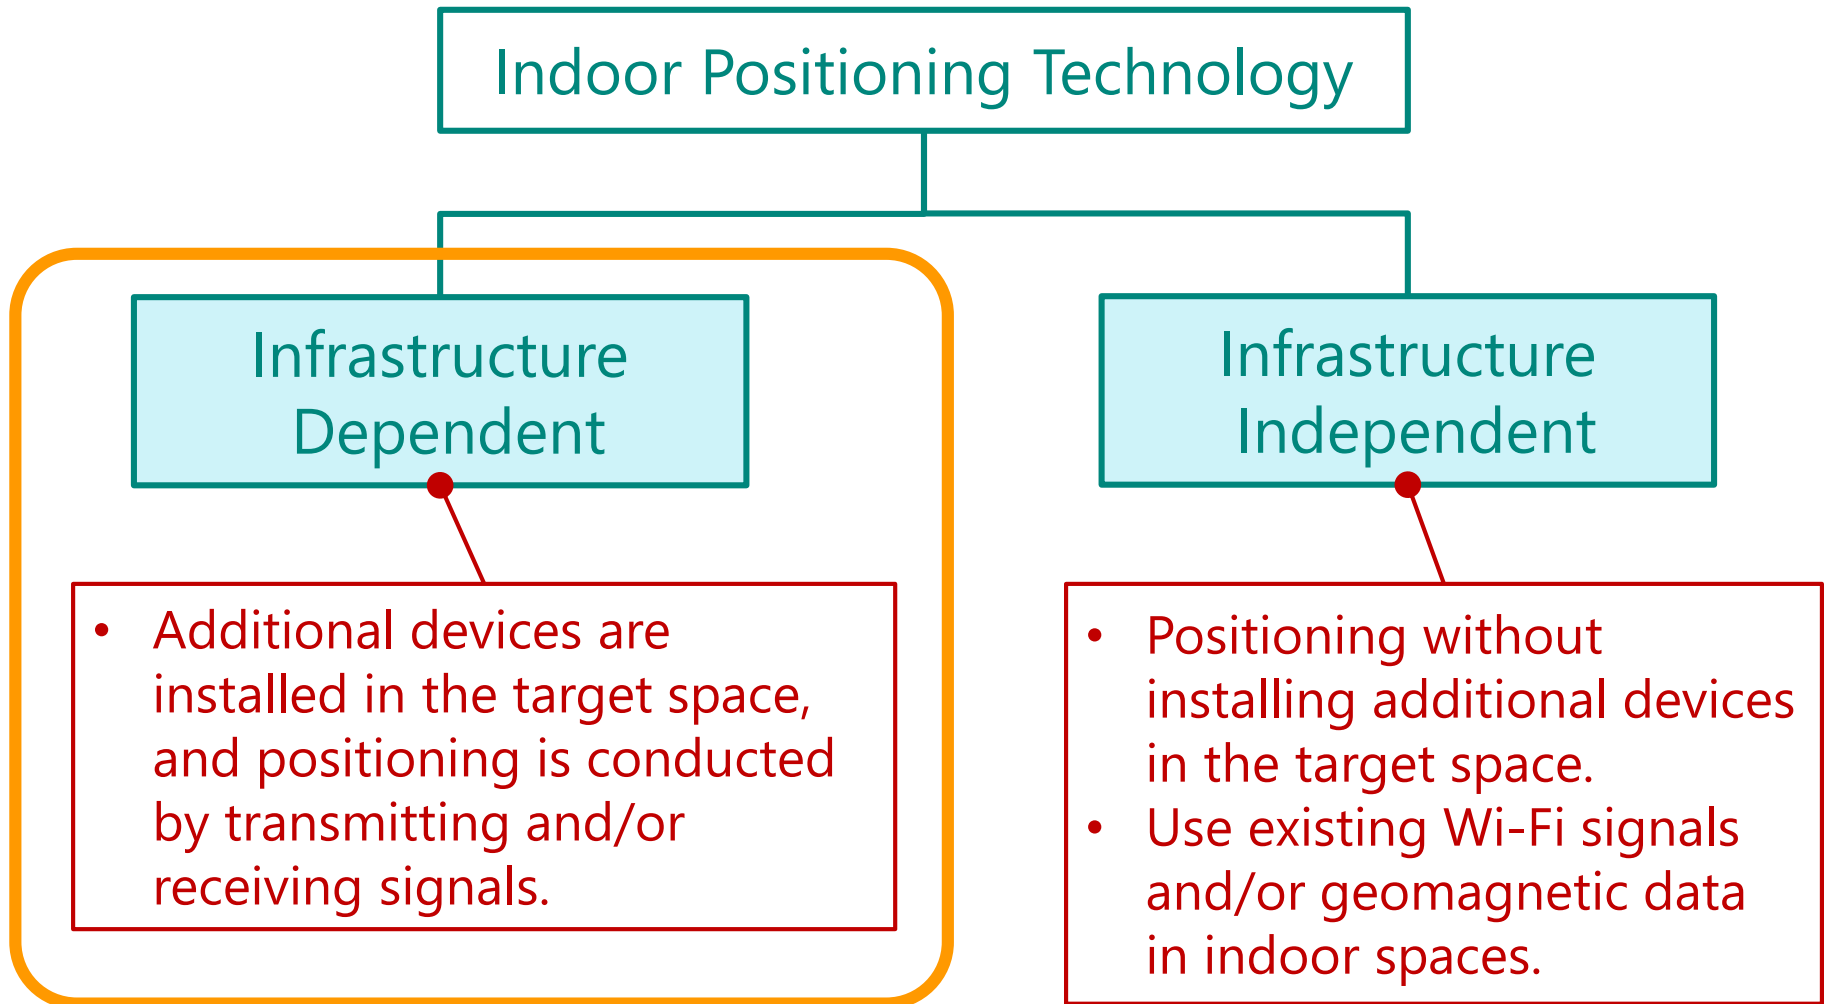 Indoor Positioning Technology
Infrastructure
Dependent
• Additional devices are
installed in the target space,
and positioning is conducted
by transmitting and/or
receiving signals.
Infrastructure
Independent
• Positioning without
installing additional devices
in the target space.
• Use existing Wi-Fi signals
and/or geomagnetic data
in indoor spaces.